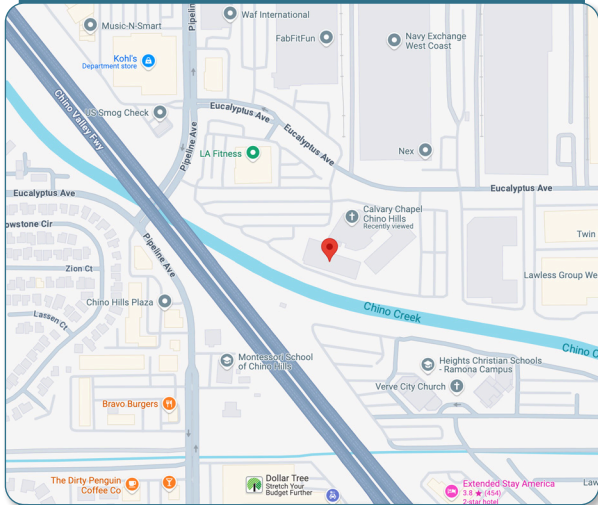 Music-N-Smart
Pipelin
Waf International
FabFitFun
Navy Exchange
West Coast
Kohl's
Department store
Chino Valley Fwy
US Smog Check
Eucalyptus Ave
Eucalyptus Ave
Pipeline Ave
LA Fitness
Nex
Eucalyptus Ave
Eucalyptus Ave
Calvary Chapel
Chino Hills
Recently viewed
owstone Cir
Pipeline Ave
Twin
Zion Ct
Lawless Group We
Chino Hills Plaza
Lassen Ct
Chino Creek
Chino C
Montessori School
of Chino Hills
Heights Christian Schools
- Ramona Campus
Verve City Church
Bravo Burgers
The Dirty Penguin
Coffee Co
Dollar Tree
Stretch Your
Budget Further
Extended Stay America
3.8 ★ (454)
2-star hotel
Law